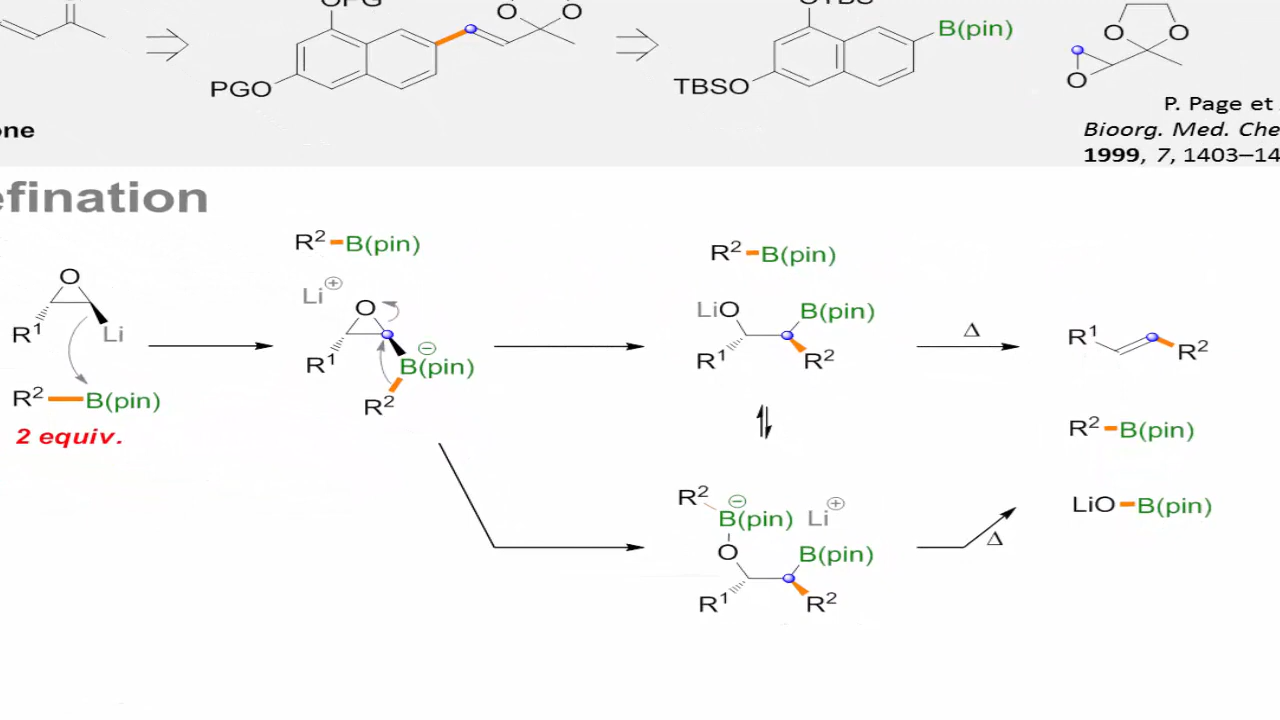 OPG
O
O
PGO
OTBS
TBSO
B(pin)
O
O
O
one
P. Page et
Bioorg. Med. Che
1999, 7, 1403–14
efination
R2 B(pin)
R2 B(pin)
Li ⊕
O
R1
Li
R2 B(pin)
2 equiv.
O
R1
B(pin) ⊖
R2
LiO
B(pin)
R1
R2
Δ
R1
R2
R2 B(pin)
LiO B(pin)
R2
B(pin) ⊖
Li ⊕
O
B(pin)
R1
R2
Δ